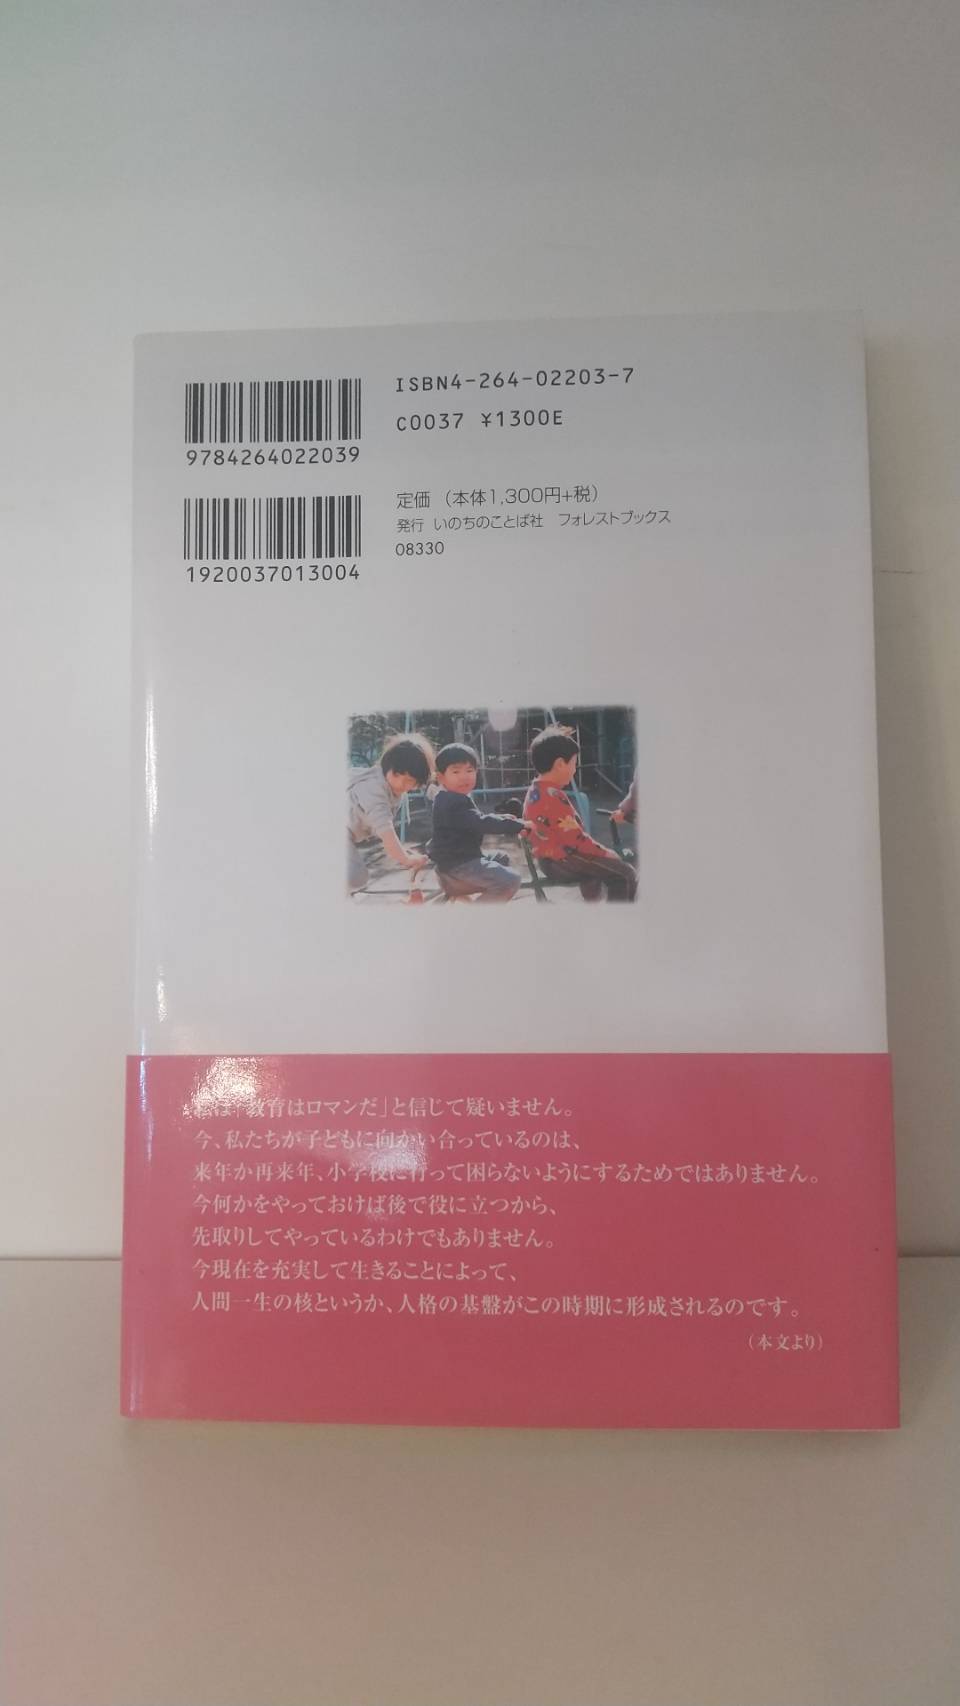 ISBN4-264-02203-7
C0037 ¥1300E
9784264022039
定価 (本体1,300円+税)
発行 いのちのことば社 フォレストブックス
08330
1920037013004
私は「教育はロマンだ」と信じて疑いません。
今、私たちが子どもに向かい合っているのは、
来年か再来年、小学校に行って困らないようにするためではありません。
今何かをやっておけば後で役に立つから、
先取りしてやっているわけでもありません。
今現在を充実して生きることによって、
人間一生の核というか、人格の基盤がこの時期に形成されるのです。
(本文より)